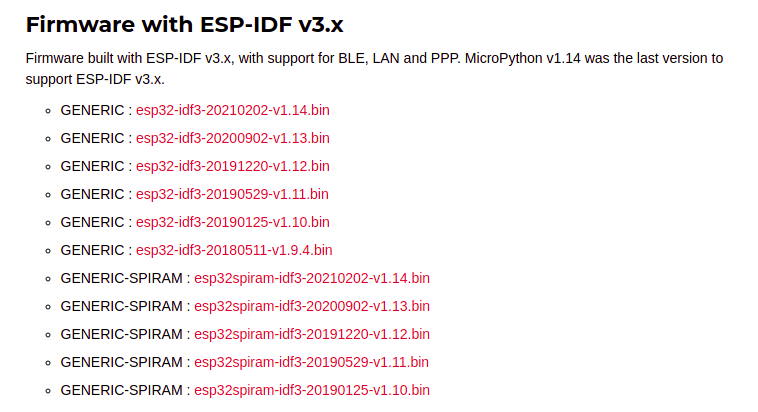 Firmware with ESP-IDF v3.x
Firmware built with ESP-IDF v3.x, with support for BLE, LAN and PPP. MicroPython v1.14 was the last version to
support ESP-IDF v3.x.
GENERIC : esp32-idf3-20210202-v1.14.bin
GENERIC : esp32-idf3-20200902-v1.13.bin
GENERIC : esp32-idf3-20191220-v1.12.bin
GENERIC : esp32-idf3-20190529-v1.11.bin
GENERIC : esp32-idf3-20190125-v1.10.bin
GENERIC : esp32-idf3-20180511-v1.9.4.bin
GENERIC-SPIRAM : esp32spiram-idf3-20210202-v1.14.bin
GENERIC-SPIRAM : esp32spiram-idf3-20200902-v1.13.bin
GENERIC-SPIRAM : esp32spiram-idf3-20191220-v1.12.bin
GENERIC-SPIRAM : esp32spiram-idf3-20190529-v1.11.bin
GENERIC-SPIRAM : esp32spiram-idf3-20190125-v1.10.bin